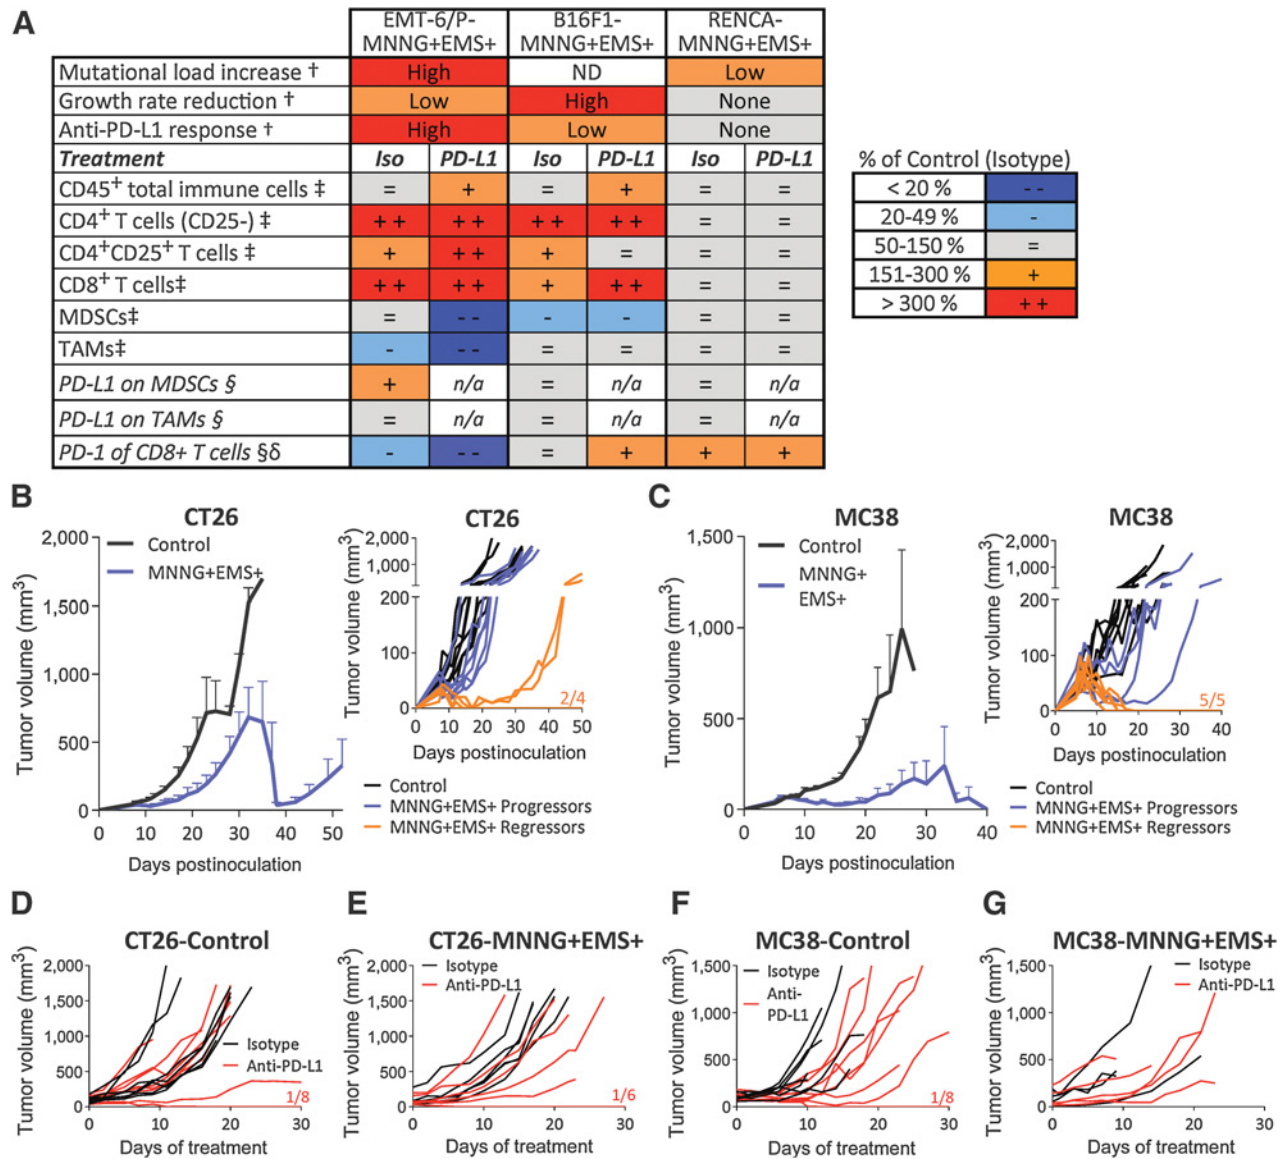 A
EMT-6/P-MNNG+EMS+ B16F1-MNNG+EMS+ RENCA-MNNG+EMS+
Mutational load increase † High ND Low
Growth rate reduction † Low High None
Anti-PD-L1 response † High Low None
Treatment Iso PD-L1 Iso PD-L1 Iso PD-L1
CD45+ total immune cells ‡ = + = + = =
CD4+ T cells (CD25-) ‡ ++ ++ ++ ++ = =
CD4+CD25+ T cells ‡ + ++ + = = =
CD8+ T cells‡ ++ ++ + ++ = =
MDSCs‡ = -- - - = =
TAMs‡ - -- = = = =
PD-L1 on MDSCs § + n/a = n/a = n/a
PD-L1 on TAMs § = n/a = n/a = n/a
PD-1 of CD8+ T cells §δ - -- = + + +
% of Control (Isotype)
< 20 % --
20-49 % -
50-150 % =
151-300 % +
> 300 % ++
B
CT26
Control
MNNG+EMS+
Tumor volume (mm3)
2,000
1,500
1,000
500
0
0 10 20 30 40 50
Days postinoculation
CT26
Tumor volume (mm3)
2,000
1,000
200
100
0
2/4
0 10 20 30 40 50
Days postinoculation
Control
MNNG+EMS+ Progressors
MNNG+EMS+ Regressors
C
MC38
Control
MNNG+
EMS+
Tumor volume (mm3)
1,500
1,000
500
0
0 10 20 30 40
Days postinoculation
MC38
Tumor volume (mm3)
2,000
1,000
200
100
0
5/5
0 10 20 30 40
Days postinoculation
Control
MNNG+EMS+ Progressors
MNNG+EMS+ Regressors
D
CT26-Control
Tumor volume (mm3)
2,000
1,500
1,000
500
0
Isotype
Anti-PD-L1
1/8
0 10 20 30
Days of treatment
E
CT26-MNNG+EMS+
Isotype
Anti-PD-L1
Tumor volume (mm3)
2,000
1,500
1,000
500
0
1/6
0 10 20 30
Days of treatment
F
MC38-Control
Isotype
Anti-
PD-L1
Tumor volume (mm3)
1,500
1,000
500
0
1/8
0 10 20 30
Days of treatment
G
MC38-MNNG+EMS+
Isotype
Anti-PD-L1
Tumor volume (mm3)
1,500
1,000
500
0
0 10 20 30
Days of treatment